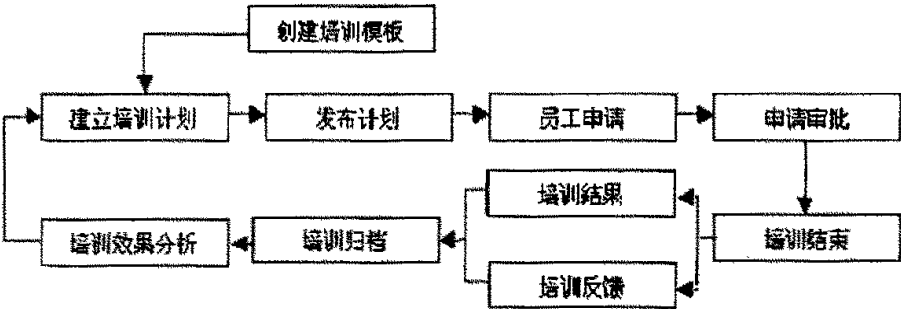 创建培训模板
建立培训计划
发布计划
员工申请
申请审批
培训结果
培训效果分析
培训归档
培训结束
培训反馈